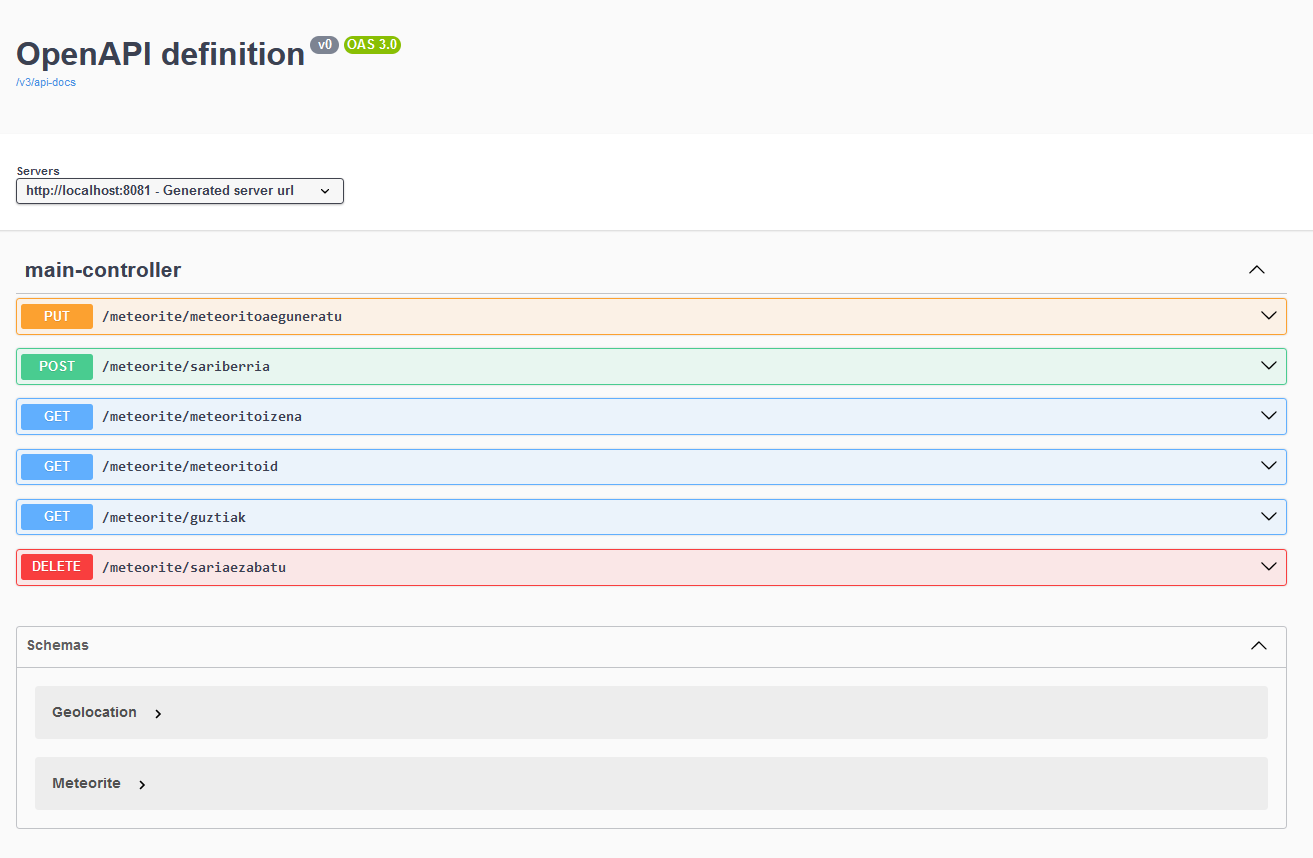 OpenAPI definition v0 OAS 3.0
/v3/api-docs
Servers
http://localhost:8081 - Generated server url
main-controller
PUT /meteorite/meteoritoaeguneratu
POST /meteorite/sariberria
GET /meteorite/meteoritoizena
GET /meteorite/meteoritoid
GET /meteorite/guztiak
DELETE /meteorite/sariaezabatu
Schemas
Geolocation
Meteorite